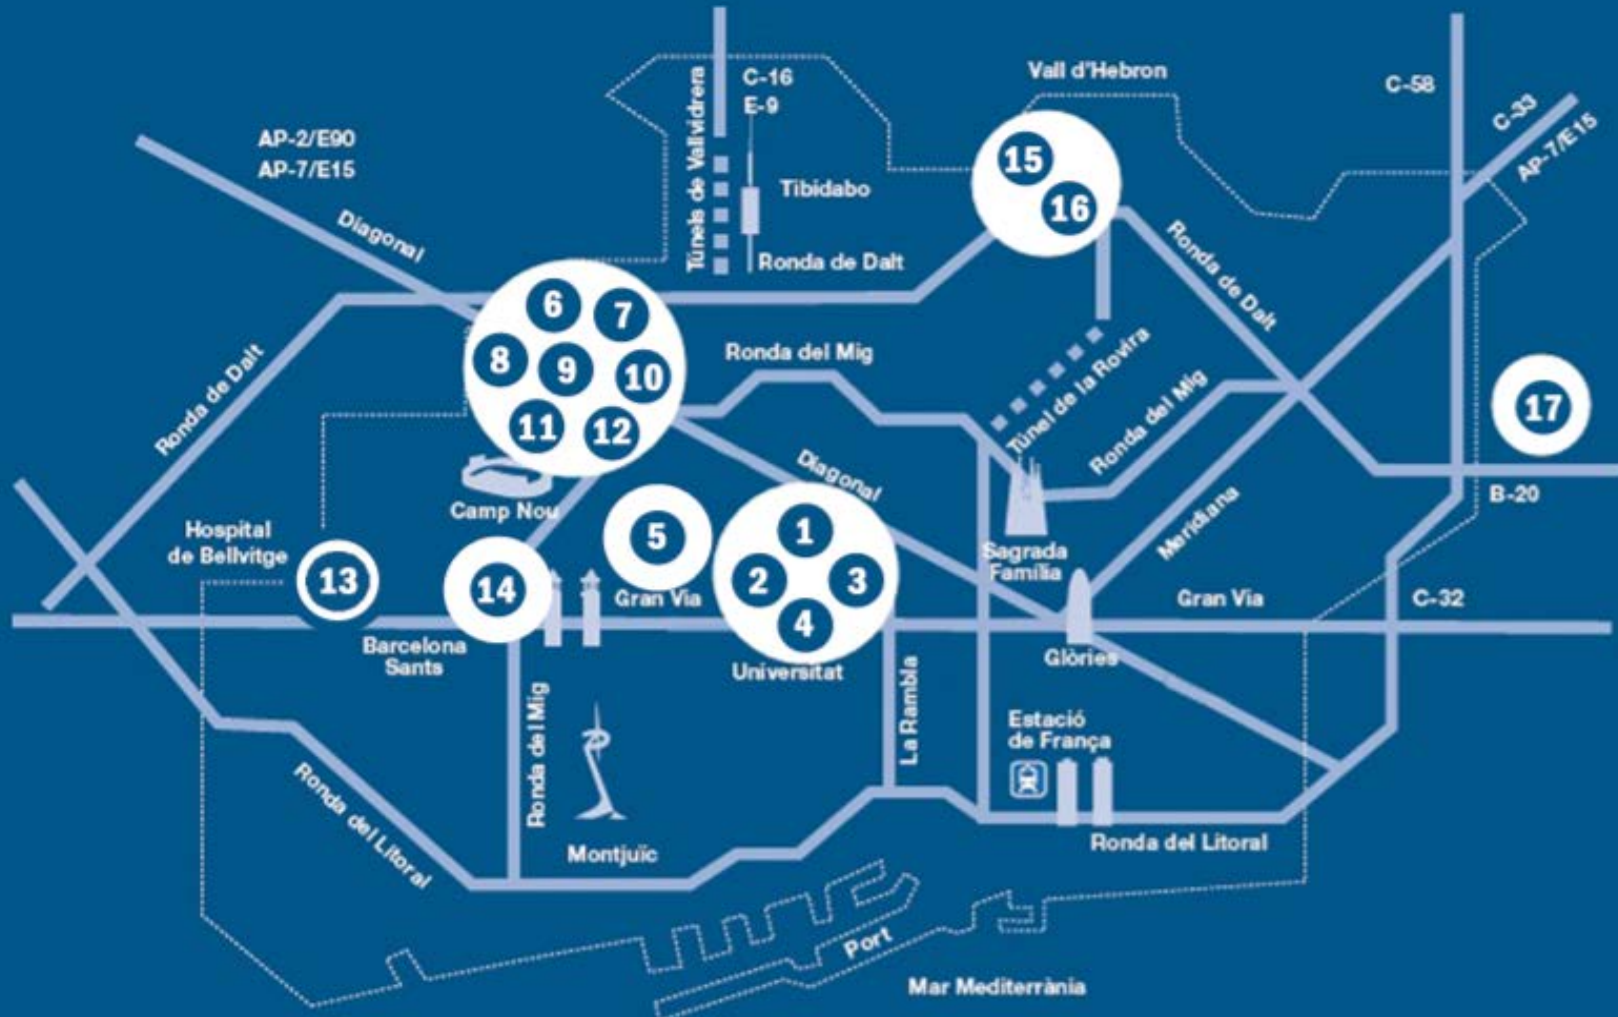 C-16
E-9
Vall d'Hebron
C-58
C-33
AP-7/E15
AP-2/E90
AP-7/E15
Túnels de Vallvidrera
Tibidabo
15
16
Diagonal
Ronda de Dalt
Ronda de Dalt
6
7
8
9
10
11
12
Ronda del Mig
Túnel de la Rovira
Ronda del Mig
17
Ronda de Dalt
Camp Nou
Diagonal
B-20
Meridiana
Hospital
de Bellvitge
13
14
5
1
2
3
4
Sagrada
Família
Gran Via
Gran Via
C-32
Barcelona
Sants
Universitat
Glòries
Ronda del Mig
La Rambla
Estació
de França
Ronda del Litoral
Montjuïc
Ronda del Litoral
Port
Mar Mediterrània